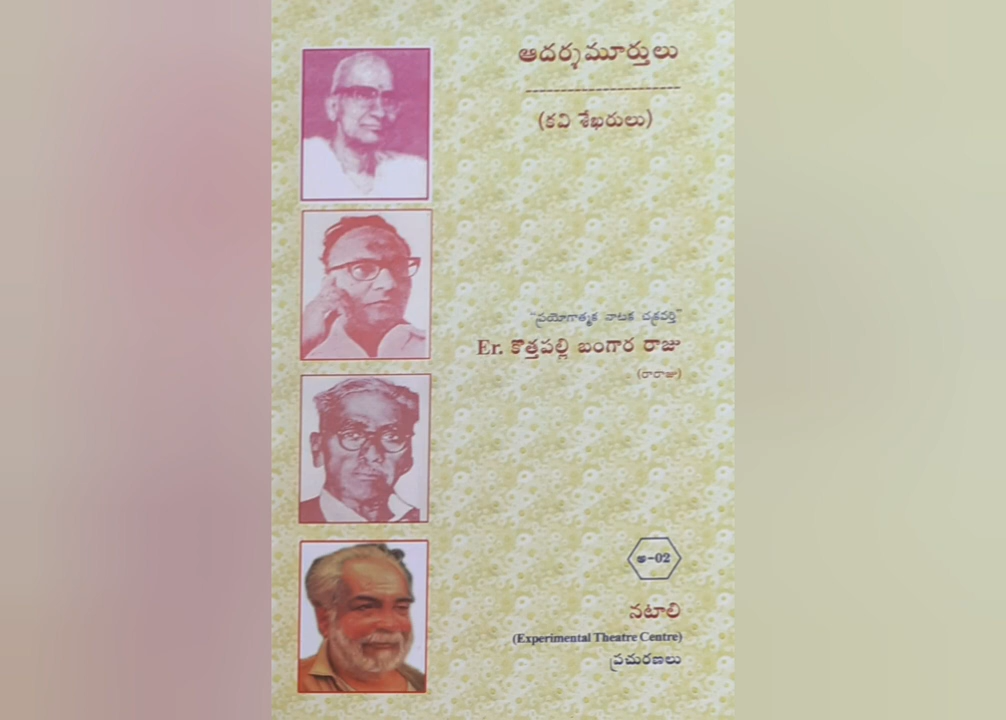 ఆదర్శమూర్తులు
(కవి శేఖరులు)
"ప్రయోగాత్మక నాటక చక్రవర్తి"
Er. కొత్తపల్లి బంగార రాజు
(రారాజు)
అ-02
నటాలి
(Experimental Theatre Centre)
ప్రచురణలు